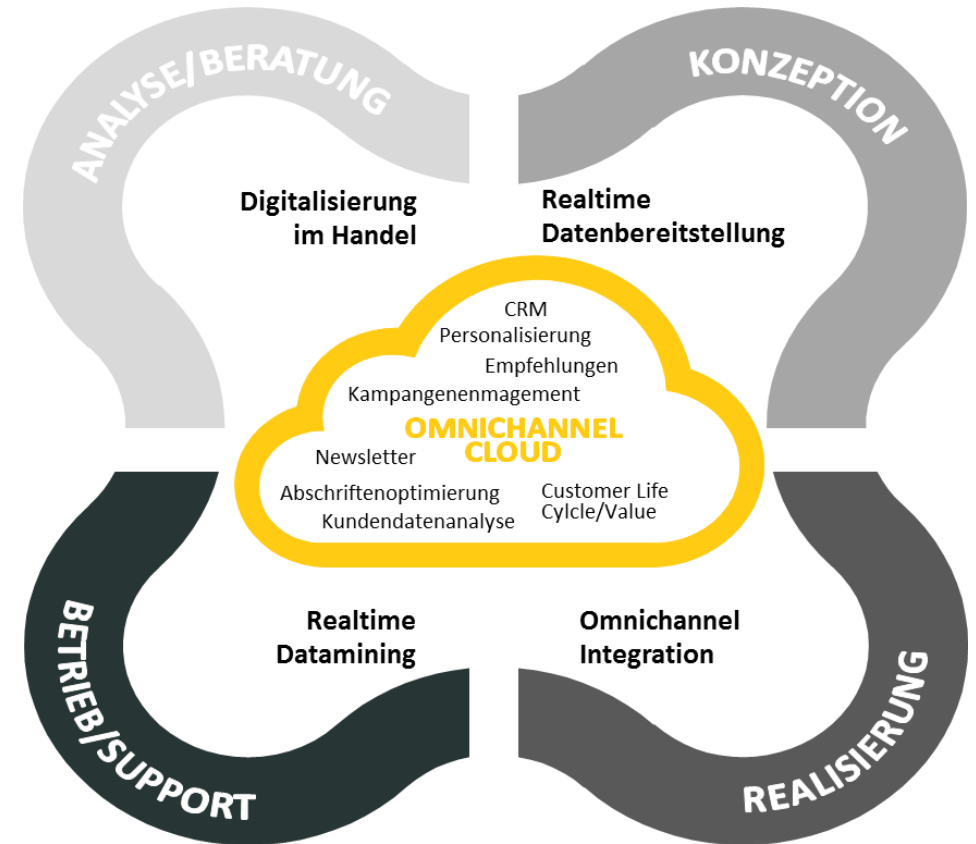 ANALYSE/BERATUNG
KONZEPTION
Digitalisierung
im Handel
Realtime
Datenbereitstellung
CRM
Personalisierung
Empfehlungen
Kampangenenmagement
OMNICHANNEL
CLOUD
Newsletter
Abschriftenoptimierung
Kundendatenanalyse
Customer Life
Cylcle/Value
Realtime
Datamining
Omnichannel
Integration
BETRIEB/SUPPORT
REALISIERUNG